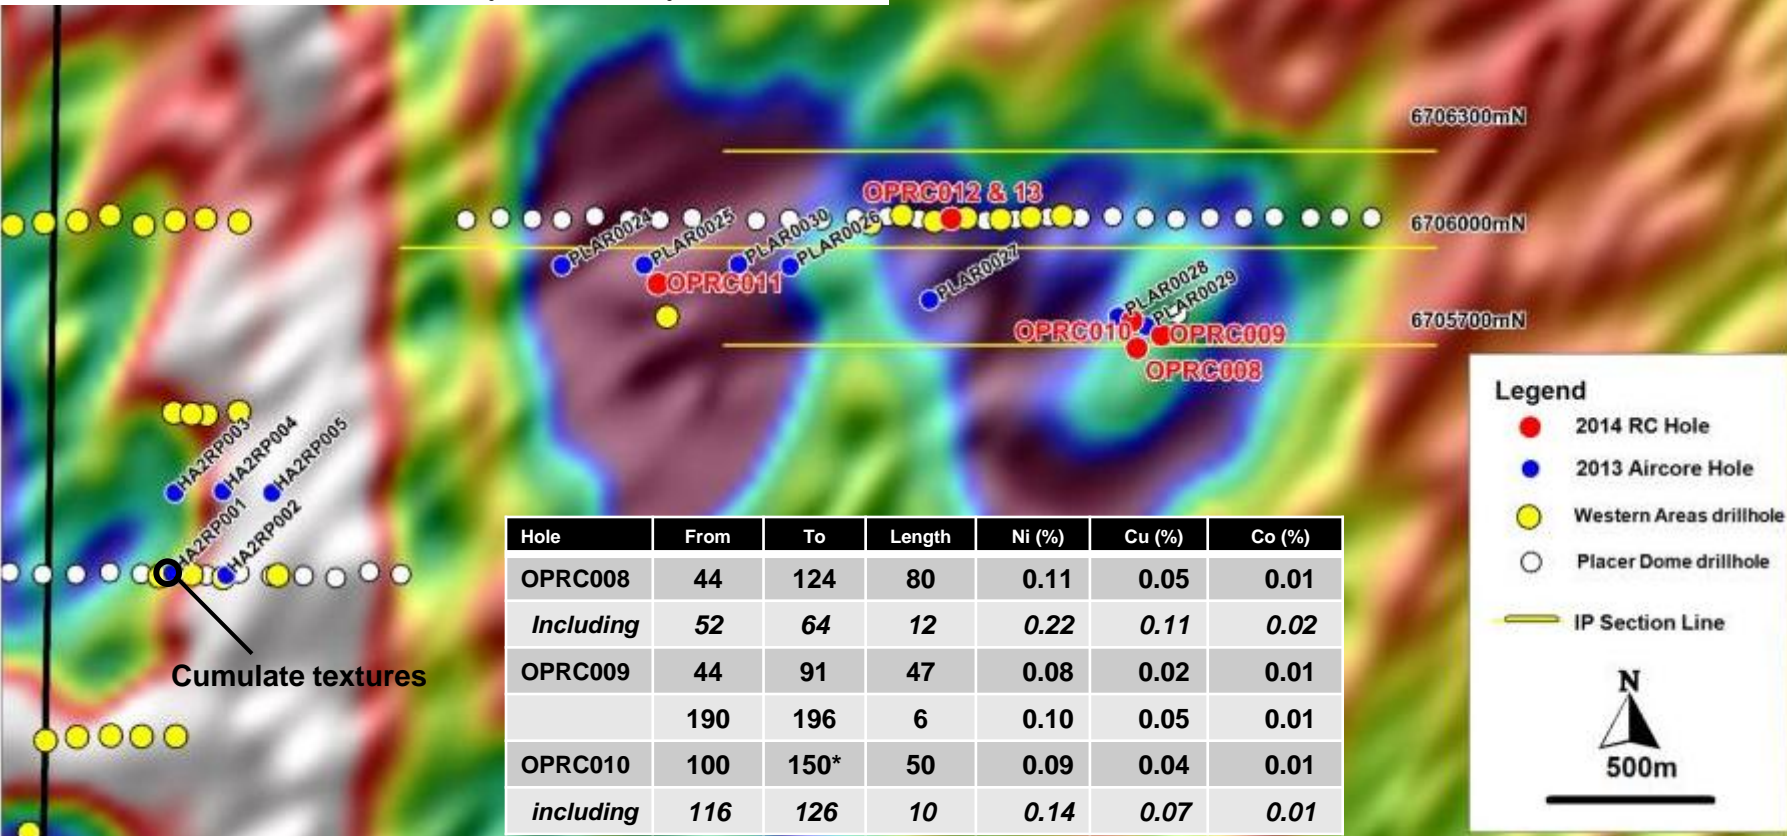 6706300mN
OPRC012 & 13
6706000mN
PLAR0024
PLAR0025
PLAR0030
PLAR0026
PLAR0027
PLAR0028
PLAR0029
OPRC011
OPRC010
OPRC009
OPRC008
6705700mN
HA2RP003
HA2RP004
HA2RP005
HA2RP001
HA2RP002
Cumulate textures
Hole From To Length Ni (%) Cu (%) Co (%)
OPRC008 44 124 80 0.11 0.05 0.01
Including 52 64 12 0.22 0.11 0.02
OPRC009 44 91 47 0.08 0.02 0.01
190 196 6 0.10 0.05 0.01
OPRC010 100 150* 50 0.09 0.04 0.01
including 116 126 10 0.14 0.07 0.01
Legend
2014 RC Hole
2013 Aircore Hole
Western Areas drillhole
Placer Dome drillhole
IP Section Line
N
500m